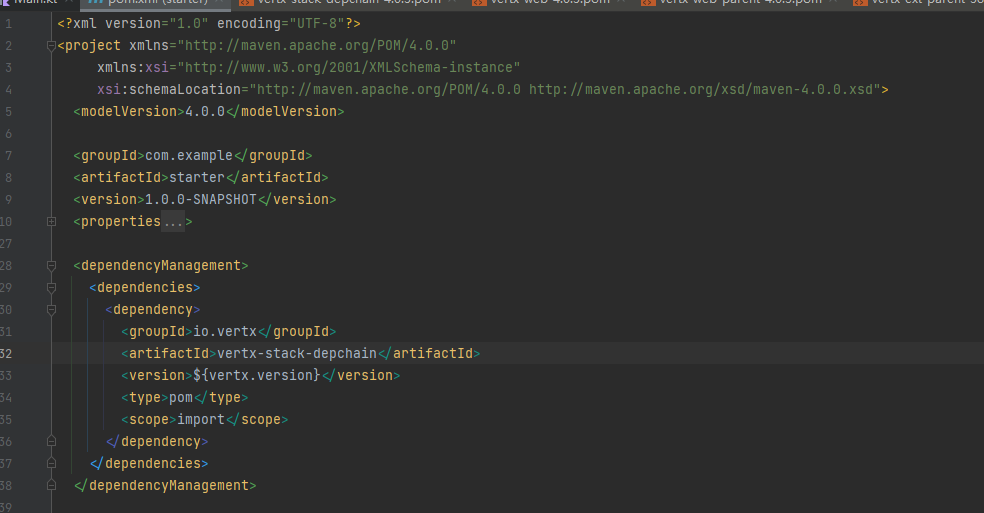 Main.kt pom.xml (starter) vertx-stack-depchain-4.0.3.pom vertx-web-4.0.3.pom vertx-web-parent-4.0.3.pom vertx-ext-parent-
1 <?xml version="1.0" encoding="UTF-8"?>
2 <project xmlns="http://maven.apache.org/POM/4.0.0"
3 xmlns:xsi="http://www.w3.org/2001/XMLSchema-instance"
4 xsi:schemaLocation="http://maven.apache.org/POM/4.0.0 http://maven.apache.org/xsd/maven-4.0.0.xsd">
5 <modelVersion>4.0.0</modelVersion>
6
7 <groupId>com.example</groupId>
8 <artifactId>starter</artifactId>
9 <version>1.0.0-SNAPSHOT</version>
10 <properties...>
27
28 <dependencyManagement>
29 <dependencies>
30 <dependency>
31 <groupId>io.vertx</groupId>
32 <artifactId>vertx-stack-depchain</artifactId>
33 <version>${vertx.version}</version>
34 <type>pom</type>
35 <scope>import</scope>
36 </dependency>
37 </dependencies>
38 </dependencyManagement>
39